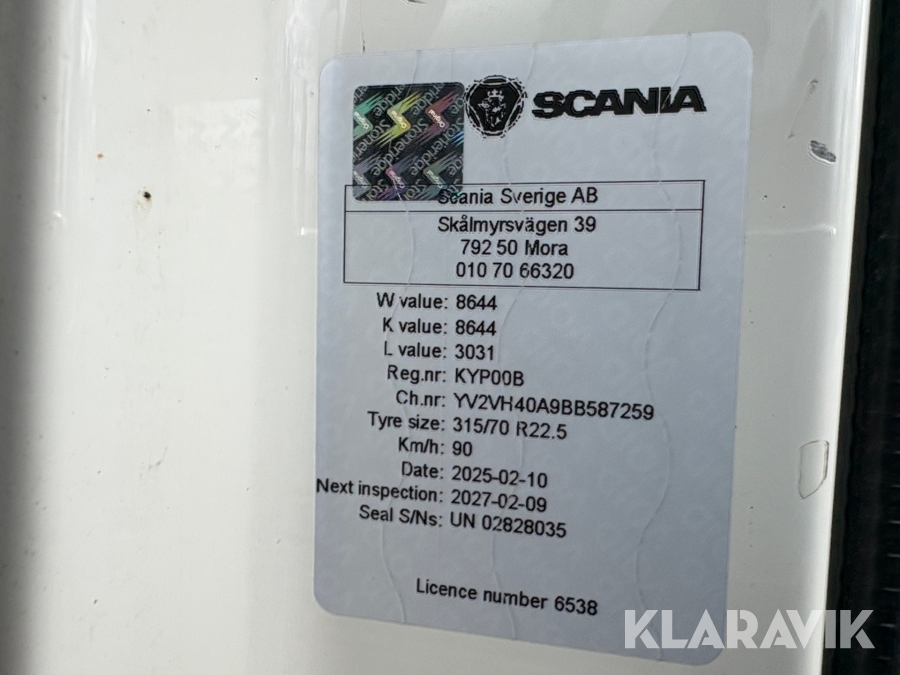 SCANIA
Stoneridge
Original
Scania Sverige AB
Skålmyrsvägen 39
792 50 Mora
010 70 66320
W value: 8644
K value: 8644
L value: 3031
Reg.nr: KYP00B
Ch.nr: YV2VH40A9BB587259
Tyre size: 315/70 R22.5
Km/h: 90
Date: 2025-02-10
Next inspection: 2027-02-09
Seal S/Ns: UN 02828035
Licence number 6538
KLARAVIK